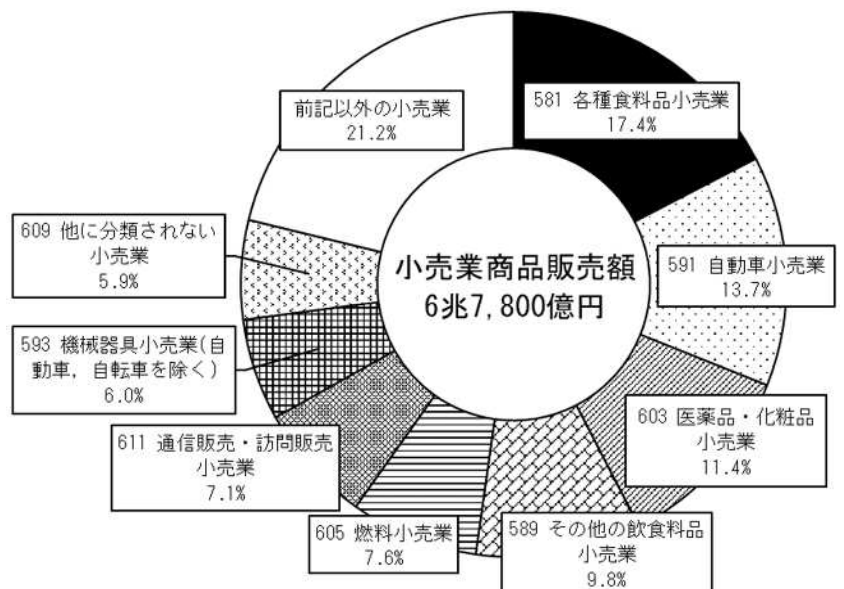 581 各種食料品小売業
17.4%
前記以外の小売業
21.2%
609 他に分類されない
小売業
5.9%
小売業商品販売額
6兆7,800億円
591 自動車小売業
13.7%
593 機械器具小売業(自
動車, 自転車を除く)
6.0%
603 医薬品・化粧品
小売業
11.4%
611 通信販売・訪問販売
小売業
7.1%
605 燃料小売業
7.6%
589 その他の飲食料品
小売業
9.8%